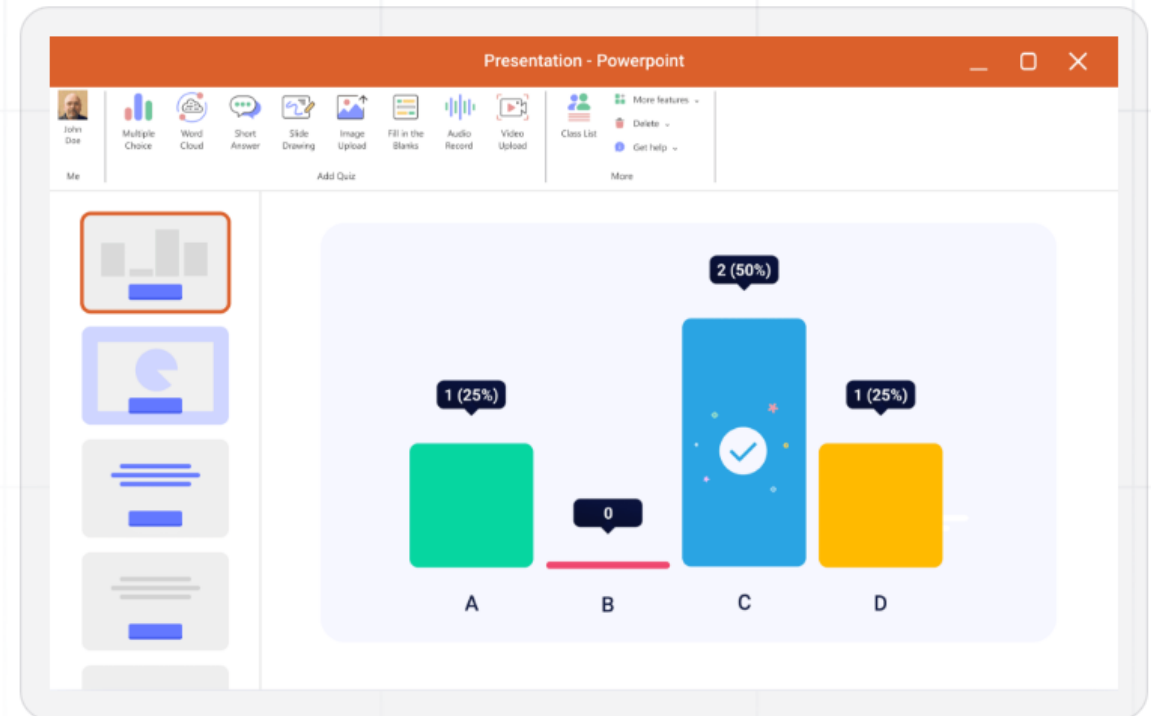 Presentation - Powerpoint
John
Doe
Me
Multiple
Choice
Word
Cloud
Short
Answer
Slide
Drawing
Image
Upload
Fill in the
Blanks
Audio
Record
Video
Upload
Add Quiz
Class List
More features
Delete
Get help
More
2 (50%)
1 (25%)
1 (25%)
0
A
B
C
D